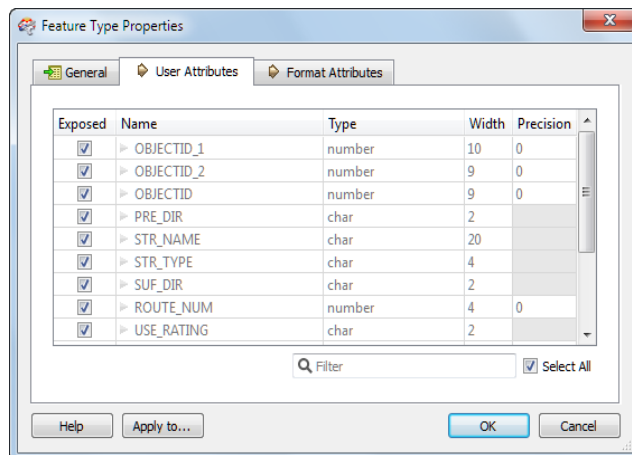 Feature Type Properties
General User Attributes Format Attributes
Exposed Name Type Width Precision
OBJECTID_1 number 10 0
OBJECTID_2 number 9 0
OBJECTID number 9 0
PRE_DIR char 2
STR_NAME char 20
STR_TYPE char 4
SUF_DIR char 2
ROUTE_NUM number 4 0
USE_RATING char 2
Filter Select All
Help Apply to... OK Cancel